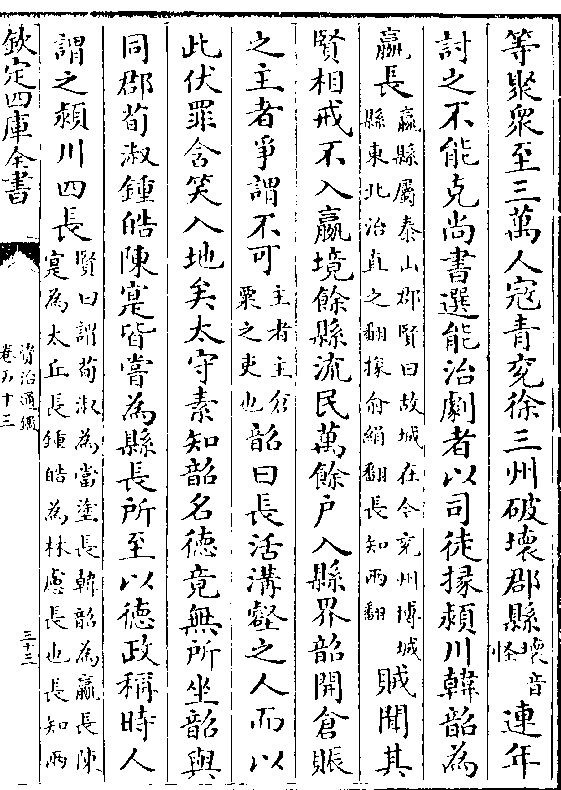 等聚衆至三萬人寇青兖徐三州破壞郡縣壞音怪連年
討之不能克尚書選能治劇者以司徒掾潁川韓韶為
嬴長嬴縣屬泰山郡賢曰故城在今兖州博城縣東北治直之翻掾俞絹翻長知兩翻賊聞其
賢相戒不入嬴境餘縣流民萬餘户入縣界韶開倉賑
之主者爭謂不可主者主倉粟之吏也韶曰長活溝壑之人而以
此伏罪含笑入地矣太守素知韶名德竟無所坐韶與
同郡荀淑鍾皓陳寔皆嘗為縣長所至以德政稱時人
謂之潁川四長賢曰謂荀淑為當塗長韓韶為嬴長陳寔為太丘長鍾皓為林慮長也長知兩
欽定四庫全書
資治通鑑
卷五十三
三十三